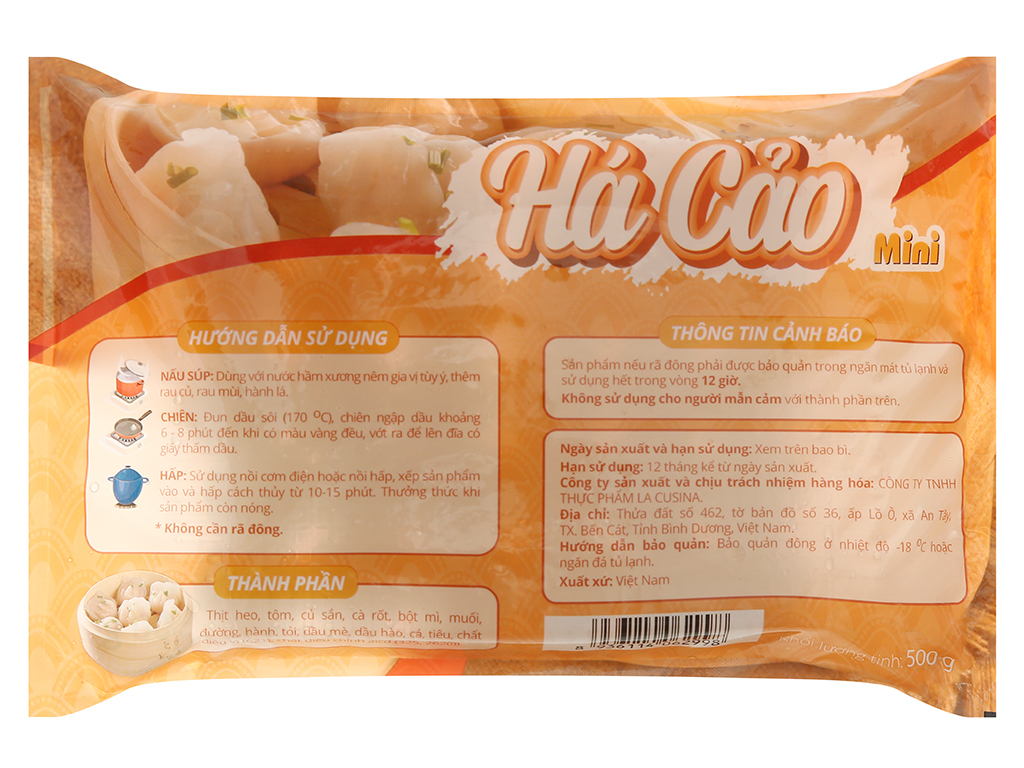 Há Cảo
Mini
HƯỚNG DẪN SỬ DỤNG
NẤU SÚP: Dùng với nước hầm xương nêm gia vị tùy ý, thêm
rau củ, rau mùi, hành lá.
CHIÊN: Đun dầu sôi (170 ⁰C), chiên ngập dầu khoảng
6 - 8 phút đến khi có màu vàng đều, vớt ra để lên đĩa có
giấy thấm dầu.
HẤP: Sử dụng nồi cơm điện hoặc nồi hấp, xếp sản phẩm
vào và hấp cách thủy từ 10-15 phút. Thưởng thức khi
sản phẩm còn nóng.
* Không cần rã đông.
THÀNH PHẦN
Thịt heo, tôm, củ sắn, cà rốt, bột mì, muối,
đường, hành, tỏi, dầu mè, dầu hào, cá, tiêu, chất
THÔNG TIN CẢNH BÁO
Sản phẩm nếu rã đông phải được bảo quản trong ngăn mát tủ lạnh và
sử dụng hết trong vòng 12 giờ.
Không sử dụng cho người mẫn cảm với thành phần trên.
Ngày sản xuất và hạn sử dụng: Xem trên bao bì.
Hạn sử dụng: 12 tháng kể từ ngày sản xuất.
Công ty sản xuất và chịu trách nhiệm hàng hóa: CÔNG TY TNHH
THỰC PHẨM LA CUSINA.
Địa chỉ: Thửa đất số 462, tờ bản đồ số 36, ấp Lồ Ồ, xã An Tây,
TX. Bến Cát, Tỉnh Bình Dương, Việt Nam.
Hướng dẫn bảo quản: Bảo quản đông ở nhiệt độ -18 ⁰C hoặc
ngăn đá tủ lạnh.
Xuất xứ: Việt Nam
Khối lượng tịnh: 500 g